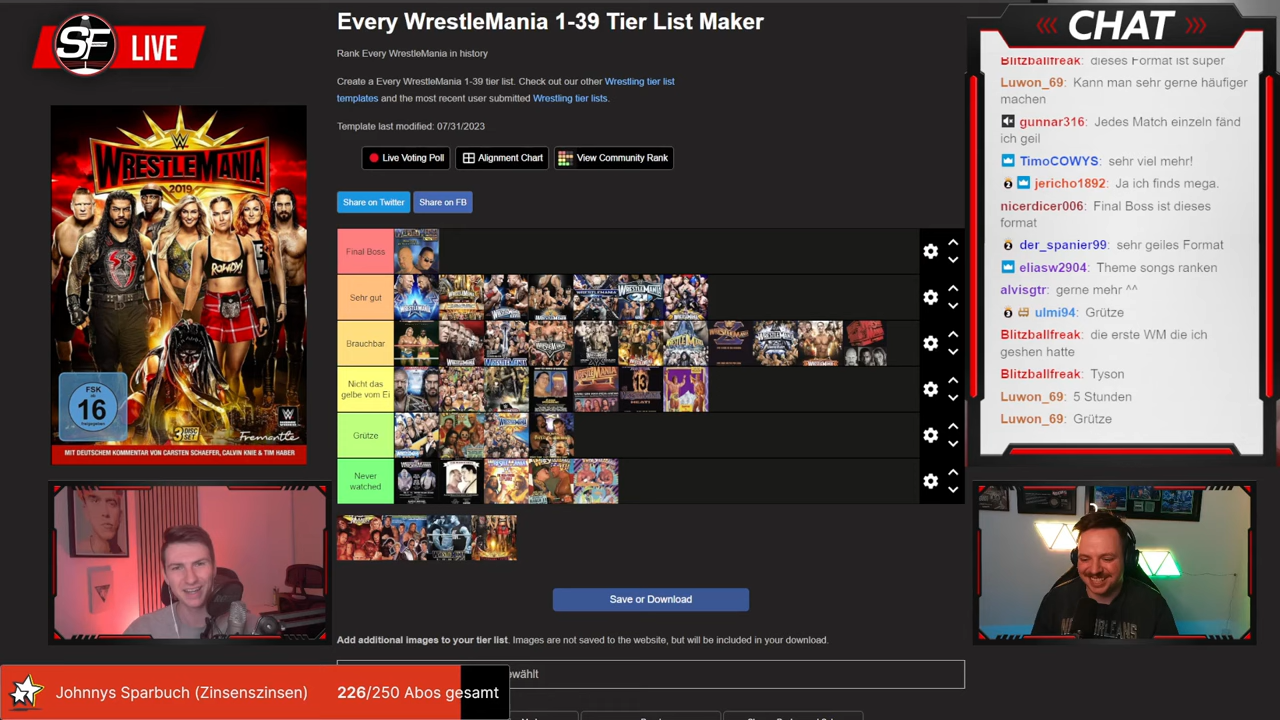 SF LIVE
Every WrestleMania 1-39 Tier List Maker
Rank Every WrestleMania in history
Create a Every WrestleMania 1-39 tier list. Check out our other Wrestling tier list
templates and the most recent user submitted Wrestling tier lists.
Template last modified: 07/31/2023
Live Voting Poll
Alignment Chart
View Community Rank
Share on Twitter
Share on FB
Final Boss
Sehr gut
Brauchbar
Nicht das
gelbe vom Ei
Grütze
Never
watched
Save or Download
Add additional images to your tier list. Images are not saved to the website, but will be included in your download.
WRESTLEMANIA
2019
ROWDY
FSK
ab
16
freigegeben
3 DISC
SET
Fremantle
MIT DEUTSCHEM KOMMENTAR VON CARSTEN SCHAEFER, CALVIN KNIE & TIM HABER
CHAT
Blitzballfreak: dieses Format ist super
Luwon_69: Kann man sehr gerne häufiger
machen
gunnar316: Jedes Match einzeln fänd
ich geil
TimoCOWYS: sehr viel mehr!
jericho1892: Ja ich finds mega.
nicerdicer006: Final Boss ist dieses
format
der_spanier99: sehr geiles Format
eliasw2904: Theme songs ranken
alvisgtr: gerne mehr ^^
ulmi94: Grütze
Blitzballfreak: die erste WM die ich
geshen hatte
Blitzballfreak: Tyson
Luwon_69: 5 Stunden
Luwon_69: Grütze
Johnnys Sparbuch (Zinsenszinsen) 226/250 Abos gesamt